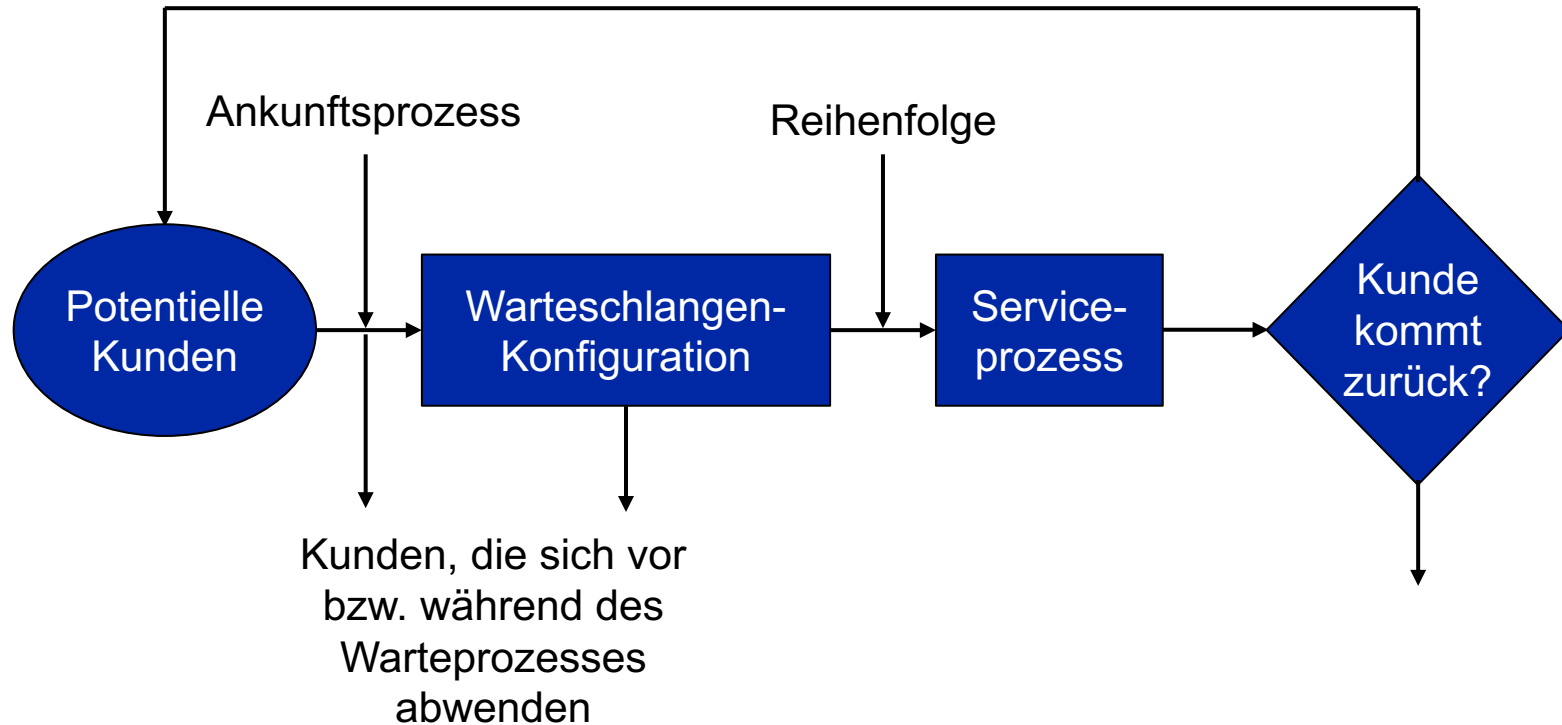 Ankunftsprozess
Reihenfolge
Potentielle
Kunden
Warteschlangen-
Konfiguration
Service-
prozess
Kunde
kommt
zurück?
Kunden, die sich vor
bzw. während des
Warteprozesses
abwenden